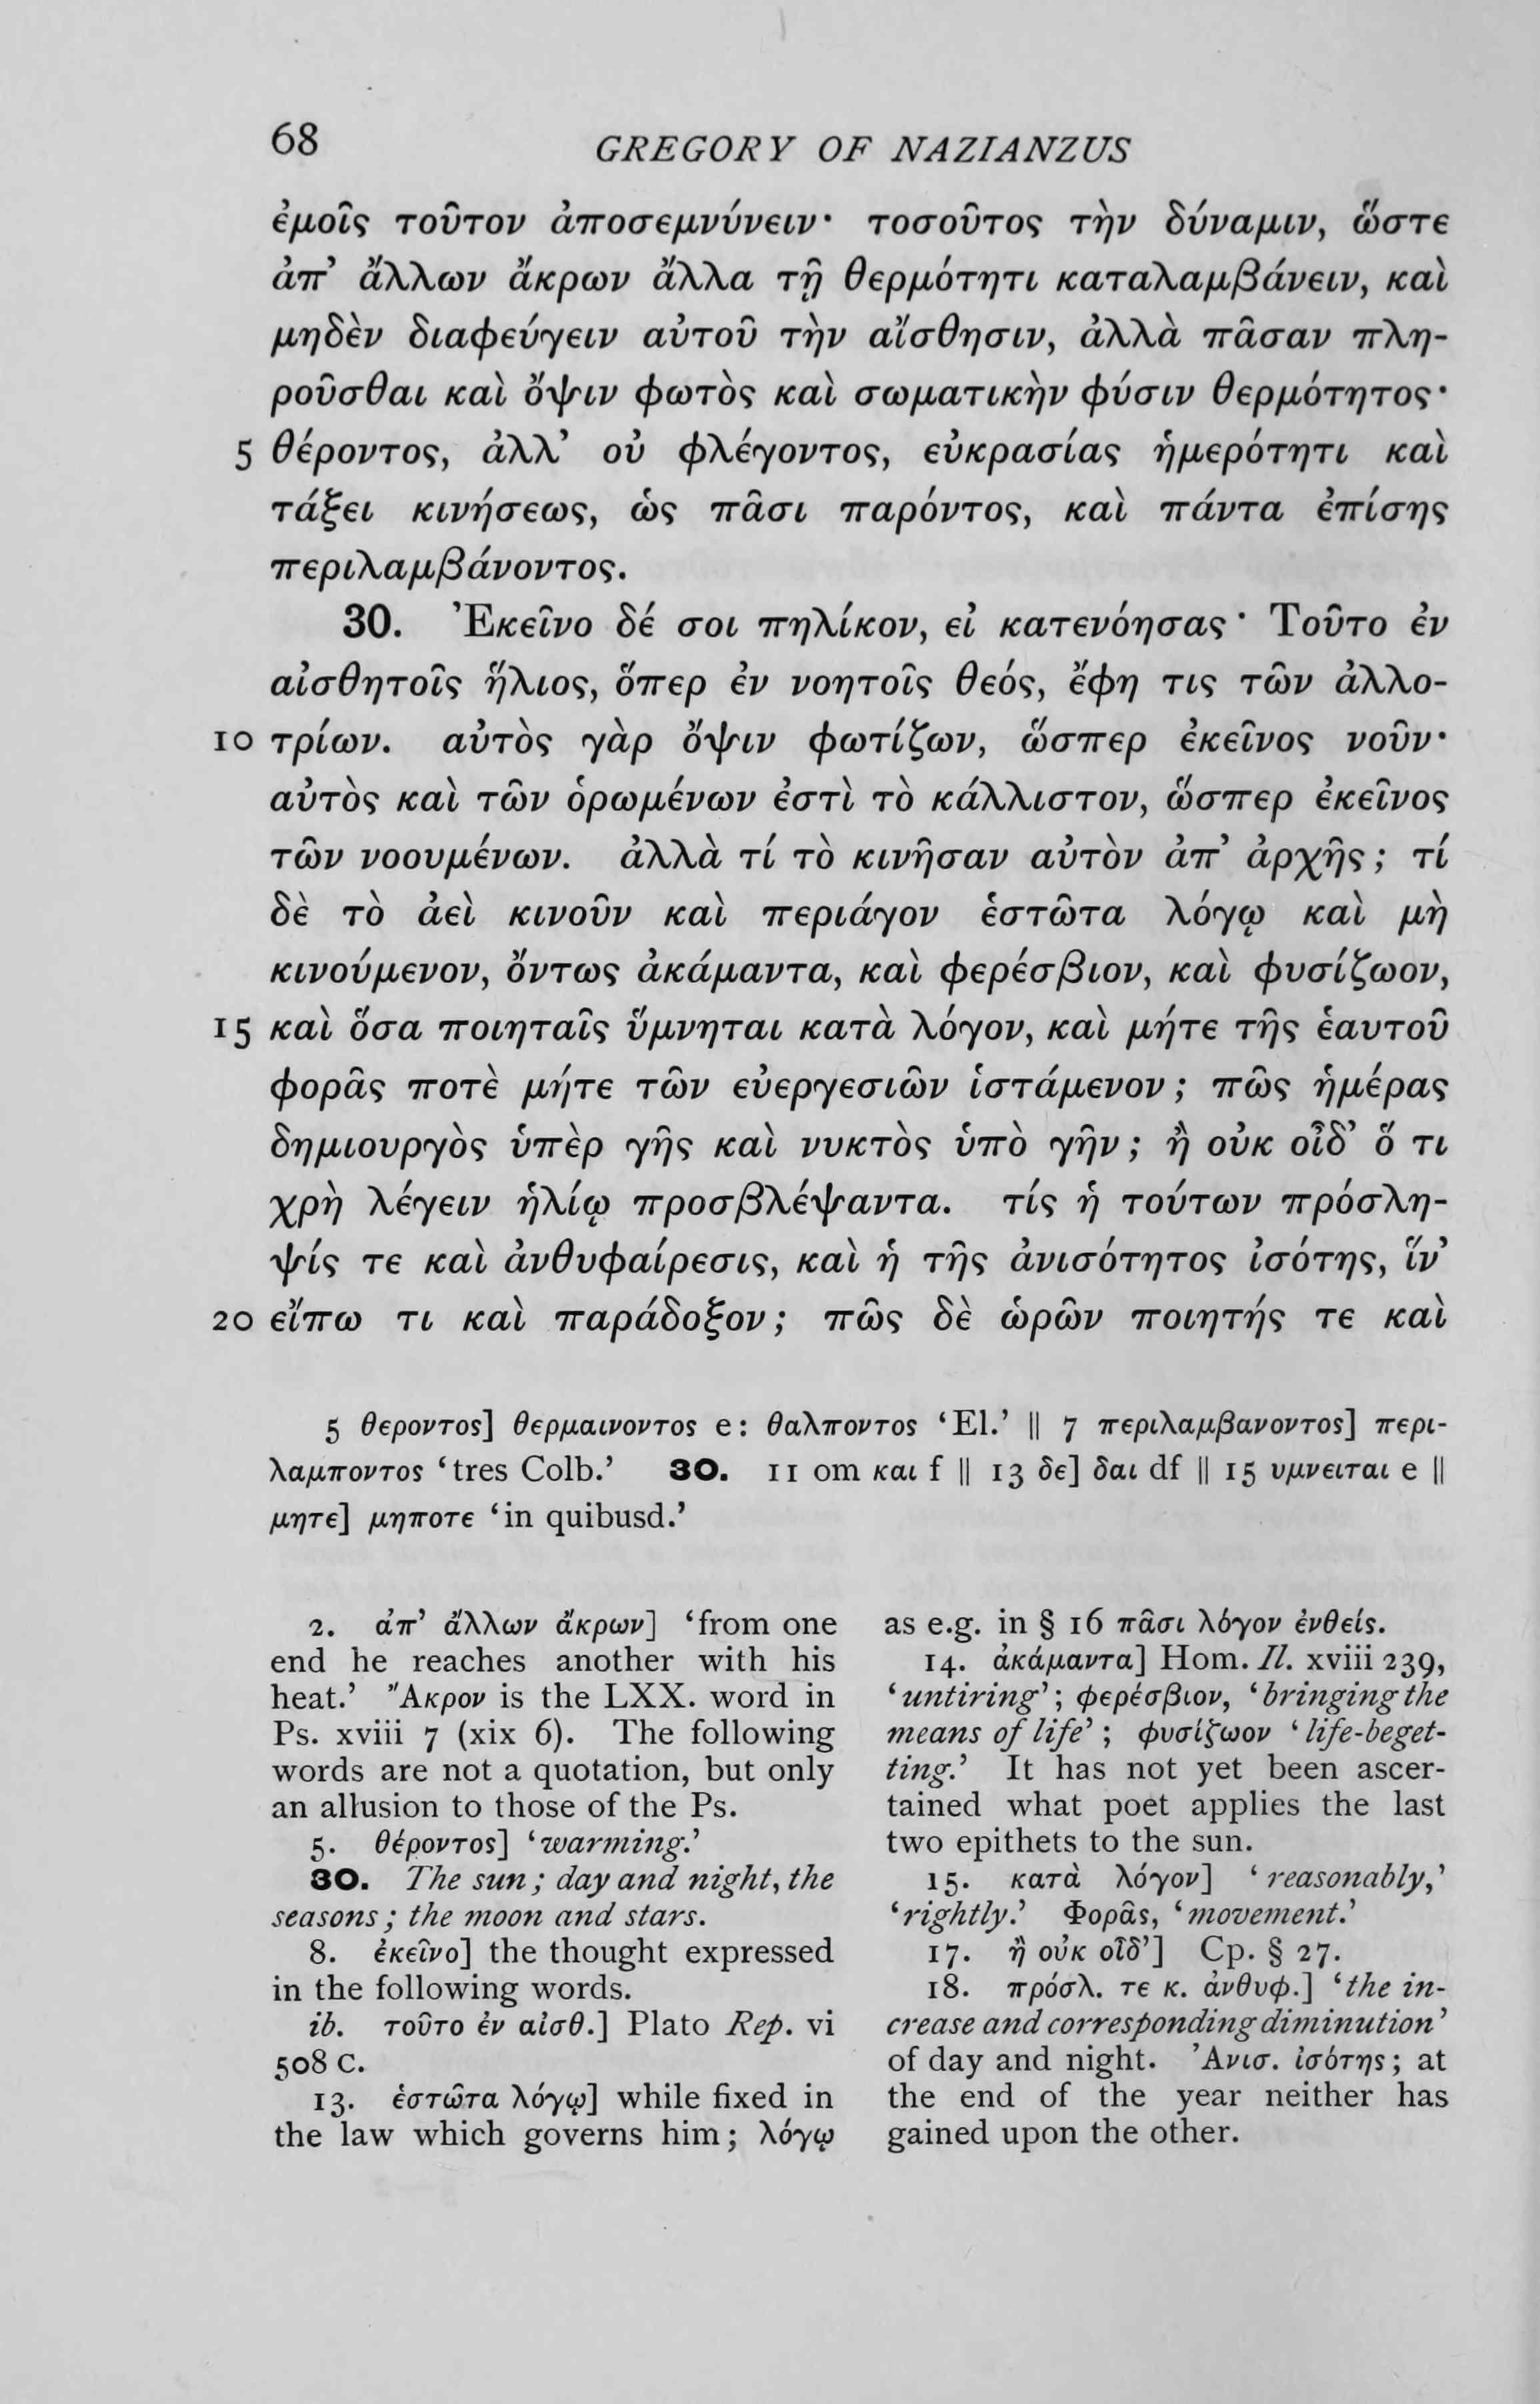 68
GREGORY OF NAZIANZUS
ἐμοῖς τοῦτον ἀποσεμνύνειν· τοσοῦτος τὴν δύναμιν, ὥστε
ἀπ’ ἄλλων ἄκρων ἄλλα τῇ θερμότητι καταλαμβάνειν, καὶ
μηδὲν διαφεύγειν αὐτοῦ τὴν αἴσθησιν, ἀλλὰ πᾶσαν πλη-
ροῦσθαι καὶ ὄψιν φωτὸς καὶ σωματικὴν φύσιν θερμότητος·
5 θέροντος, ἀλλ’ οὐ φλέγοντος, εὐκρασίας ἡμερότητι καὶ
τάξει κινήσεως, ὡς πᾶσι παρόντος, καὶ πάντα ἐπίσης
περιλαμβάνοντος.
30. Ἐκεῖνο δέ σοι πηλίκον, εἰ κατενόησας· Τοῦτο ἐν
αἰσθητοῖς ἥλιος, ὅπερ ἐν νοητοῖς θεός, ἔφη τις τῶν ἀλλο-
10 τρίων. αὐτὸς γὰρ ὄψιν φωτίζων, ὥσπερ ἐκεῖνος νοῦν·
αὐτὸς καὶ τῶν ὁρωμένων ἐστὶ τὸ κάλλιστον, ὥσπερ ἐκεῖνος
τῶν νοουμένων. ἀλλὰ τί τὸ κινῆσαν αὐτὸν ἀπ’ ἀρχῆς; τί
δὲ τὸ ἀεὶ κινοῦν καὶ περιάγον ἑστῶτα λόγῳ καὶ μὴ
κινούμενον, ὄντως ἀκάμαντα, καὶ φερέσβιον, καὶ φυσίζωον,
15 καὶ ὅσα ποιηταῖς ὕμνηται κατὰ λόγον, καὶ μήτε τῆς ἑαυτοῦ
φορᾶς ποτὲ μήτε τῶν εὐεργεσιῶν ἱστάμενον; πῶς ἡμέρας
δημιουργὸς ὑπὲρ γῆς καὶ νυκτὸς ὑπὸ γῆν; ἢ οὐκ οἶδ’ ὅ τι
χρὴ λέγειν ἡλίῳ προσβλέψαντα. τίς ἡ τούτων πρόσλη-
ψίς τε καὶ ἀνθυφαίρεσις, καὶ ἡ τῆς ἀνισότητος ἰσότης, ἵν’
20 εἴπω τι καὶ παράδοξον; πῶς δὲ ὡρῶν ποιητής τε καὶ
5 θεροντος] θερμαινοντος e: θαλποντος ‘El.’ || 7 περιλαμβανοντος] περι-
λαμποντος ‘tres Colb.’ 30. 11 om και f || 13 δε] δαι df || 15 υμνειται e ||
μητε] μηποτε ‘in quibusd.’
2. ἀπ’ ἄλλων ἄκρων] ‘from one
end he reaches another with his
heat.’ Ἄκρον is the LXX. word in
Ps. xviii 7 (xix 6). The following
words are not a quotation, but only
an allusion to those of the Ps.
5. θέροντος] ‘warming.’
30. The sun; day and night, the
seasons; the moon and stars.
8. ἐκεῖνο] the thought expressed
in the following words.
ib. τοῦτο ἐν αἰσθ.] Plato Rep. vi
508 C.
13. ἑστῶτα λόγῳ] while fixed in
the law which governs him; λόγῳ
as e.g. in § 16 πᾶσι λόγον ἐνθείς.
14. ἀκάμαντα] Hom. Il. xviii 239,
‘untiring’; φερέσβιον, ‘bringing the
means of life’; φυσίζωον ‘life-beget-
ting.’ It has not yet been ascer-
tained what poet applies the last
two epithets to the sun.
15. κατὰ λόγον] ‘reasonably,’
‘rightly.’ Φορᾶς, ‘movement.’
17. ἢ οὐκ οἶδ’] Cp. § 27.
18. πρόσλ. τε κ. ἀνθυφ.] ‘the in-
crease and corresponding diminution’
of day and night. Ἀνισ. ἰσότης; at
the end of the year neither has
gained upon the other.